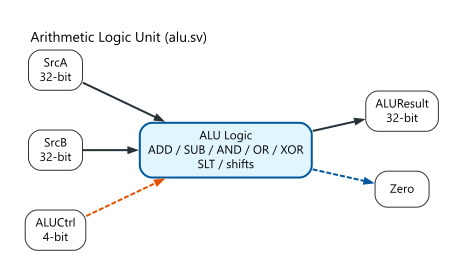 Arithmetic Logic Unit (alu.sv)
SrcA
32-bit
SrcB
32-bit
ALUCtrl
4-bit
ALU Logic
ADD / SUB / AND / OR / XOR
SLT / shifts
ALUResult
32-bit
Zero